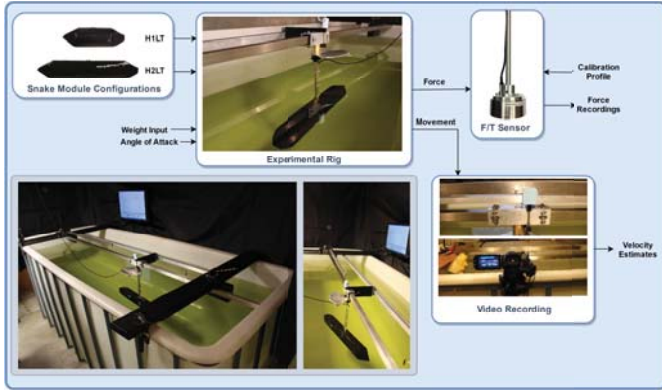 H1LT
H2LT
Snake Module Configurations
Weight Input
Angle of Attack
Experimental Rig
Force
Movement
F/T Sensor
Calibration
Profile
Force
Recordings
Video Recording
Velocity
Estimates